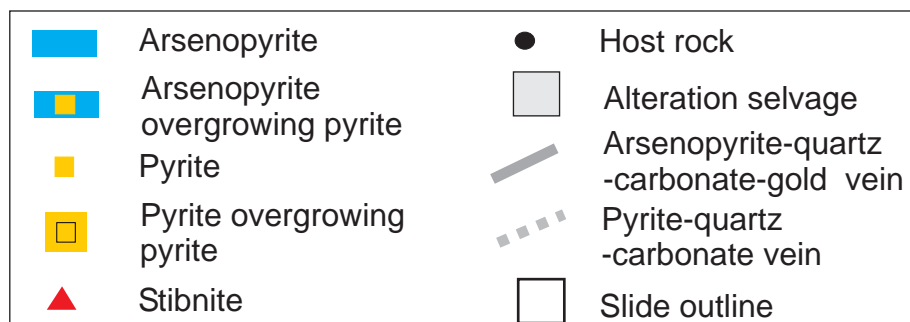 Arsenopyrite
Arsenopyrite
overgrowing pyrite
Pyrite
Pyrite overgrowing
pyrite
Stibnite
Host rock
Alteration selvage
Arsenopyrite-quartz
-carbonate-gold vein
Pyrite-quartz
-carbonate vein
Slide outline